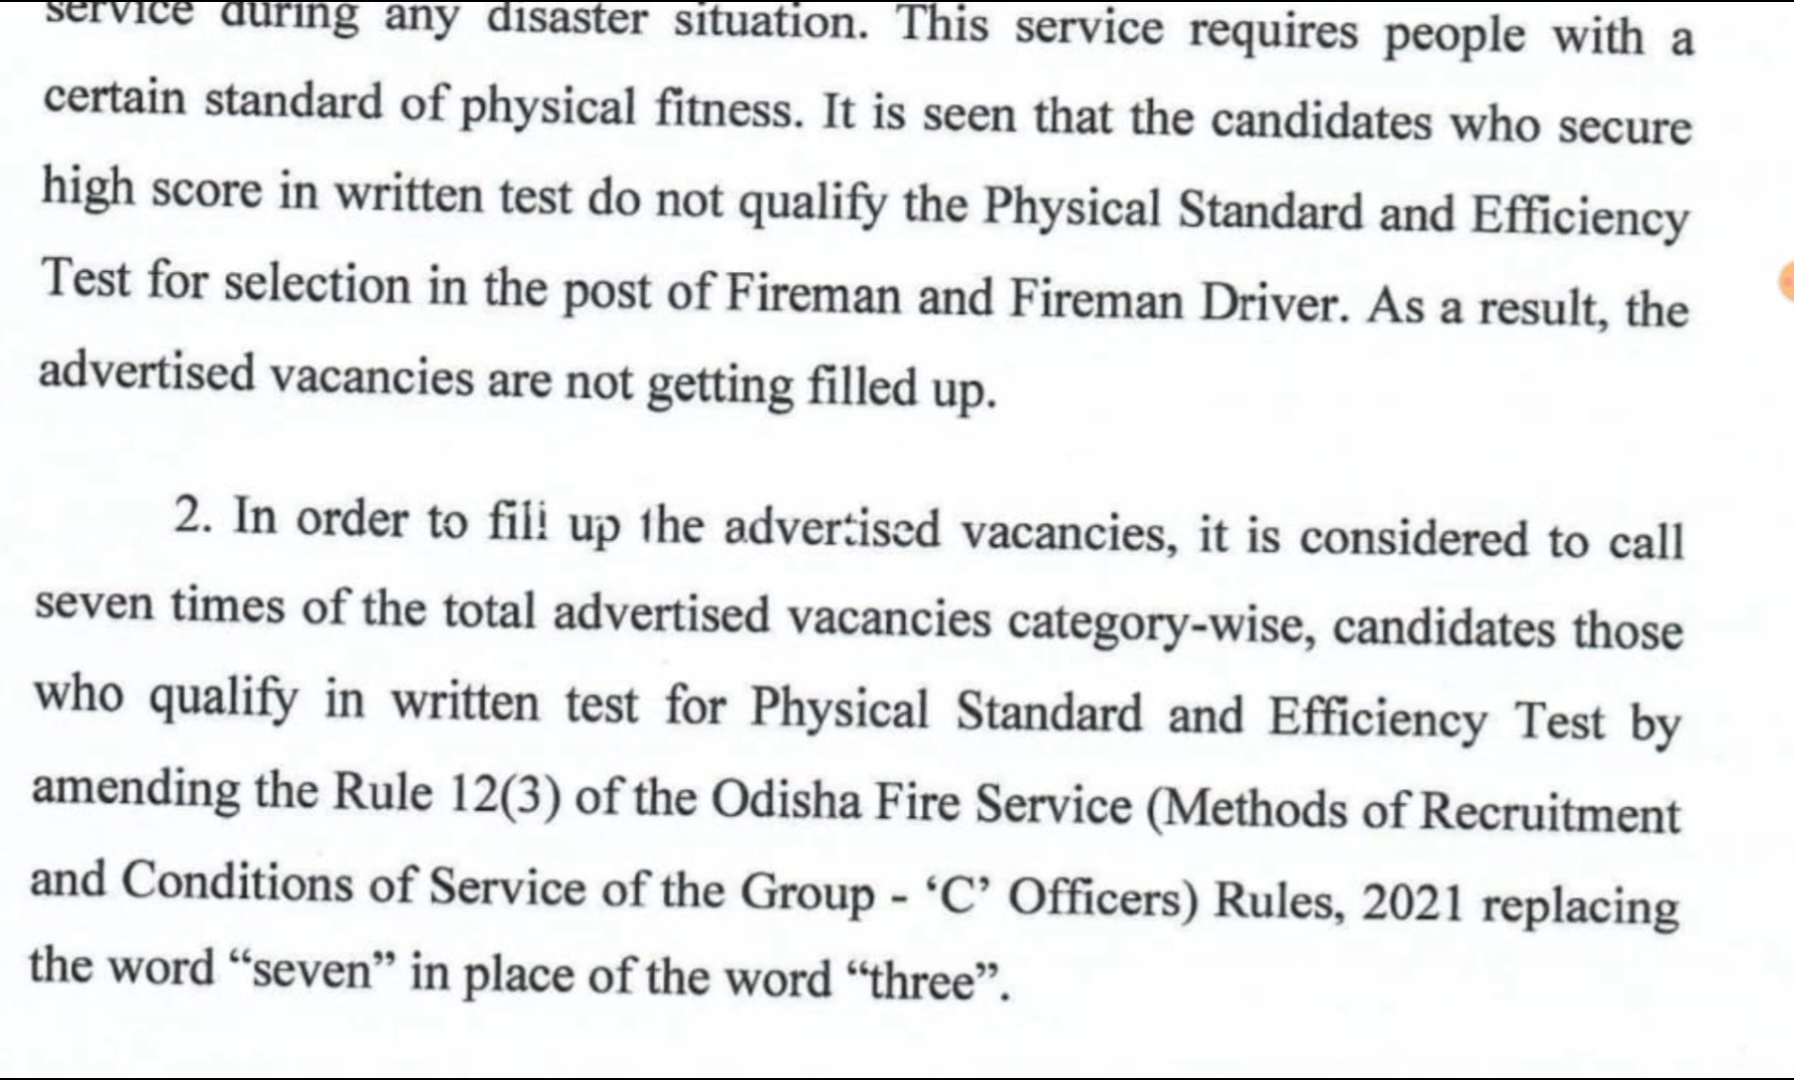 service during any disaster situation. This service requires people with a
certain standard of physical fitness. It is seen that the candidates who secure
high score in written test do not qualify the Physical Standard and Efficiency
Test for selection in the post of Fireman and Fireman Driver. As a result, the
advertised vacancies are not getting filled up.
2. In order to fill up the advertised vacancies, it is considered to call
seven times of the total advertised vacancies category-wise, candidates those
who qualify in written test for Physical Standard and Efficiency Test by
amending the Rule 12(3) of the Odisha Fire Service (Methods of Recruitment
and Conditions of Service of the Group - ‘C’ Officers) Rules, 2021 replacing
the word “seven” in place of the word “three”.